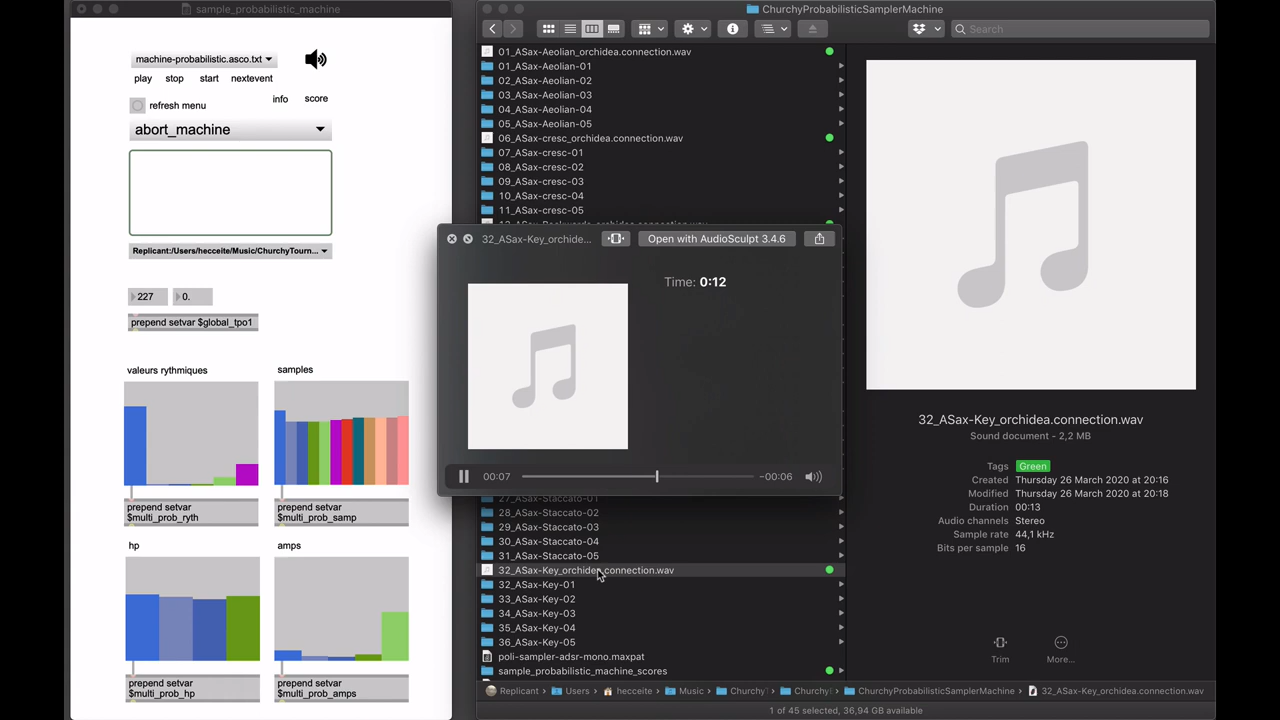 sample_probabilistic_machine
machine-probabilistic.asco.txt
play stop start nextevent
refresh menu
info score
abort_machine
Replicant:/Users/hecceite/Music/ChurchyTourn...
227 0.
prepend setvar $global_tpo1
valeurs rythmiques
samples
prepend setvar
$multi_prob_ryth
prepend setvar
$multi_prob_samp
hp
amps
prepend setvar
$multi_prob_hp
prepend setvar
$multi_prob_amps
ChurchyProbabilisticSamplerMachine
Search
01_ASax-Aeolian_orchidea.connection.wav
01_ASax-Aeolian-01
02_ASax-Aeolian-02
03_ASax-Aeolian-03
04_ASax-Aeolian-04
05_ASax-Aeolian-05
06_ASax-cresc_orchidea.connection.wav
07_ASax-cresc-01
08_ASax-cresc-02
09_ASax-cresc-03
10_ASax-cresc-04
11_ASax-cresc-05
32_ASax-Key_orchide...
Open with AudioSculpt 3.4.6
Time: 0:12
00:07
-00:06
27_ASax-Staccato-01
28_ASax-Staccato-02
29_ASax-Staccato-03
30_ASax-Staccato-04
31_ASax-Staccato-05
32_ASax-Key_orchidea.connection.wav
32_ASax-Key-01
33_ASax-Key-02
34_ASax-Key-03
35_ASax-Key-04
36_ASax-Key-05
poli-sampler-adsr-mono.maxpat
sample_probabilistic_machine_scores
32_ASax-Key_orchidea.connection.wav
Sound document - 2,2 MB
Tags Green
Created Thursday 26 March 2020 at 20:16
Modified Thursday 26 March 2020 at 20:18
Duration 00:13
Audio channels Stereo
Sample rate 44,1 kHz
Bits per sample 16
Trim
More...
Replicant › Users › hecceite › Music › Churchy › Churchy › ChurchyProbabilisticSamplerMachine › 32_ASax-Key_orchidea.connection.wav
1 of 45 selected, 36,94 GB available